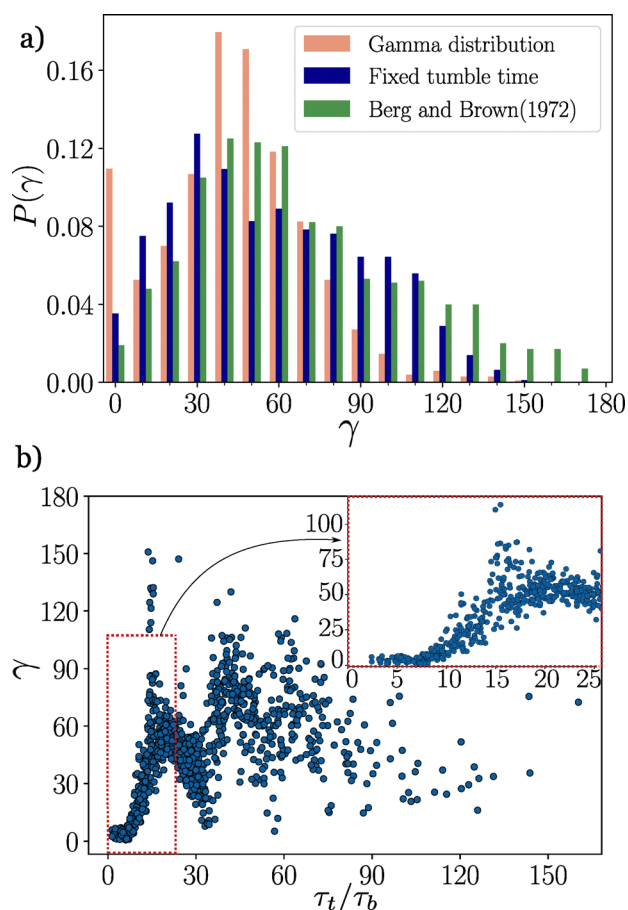 a)
P(γ)
0.16
0.12
0.08
0.04
0.00
Gamma distribution
Fixed tumble time
Berg and Brown(1972)
0 30 60 90 120 150 180
γ
b)
γ
180
150
120
90
60
30
0
100
75
50
25
0
0 5 10 15 20 25
0 30 60 90 120 150
τt/τb